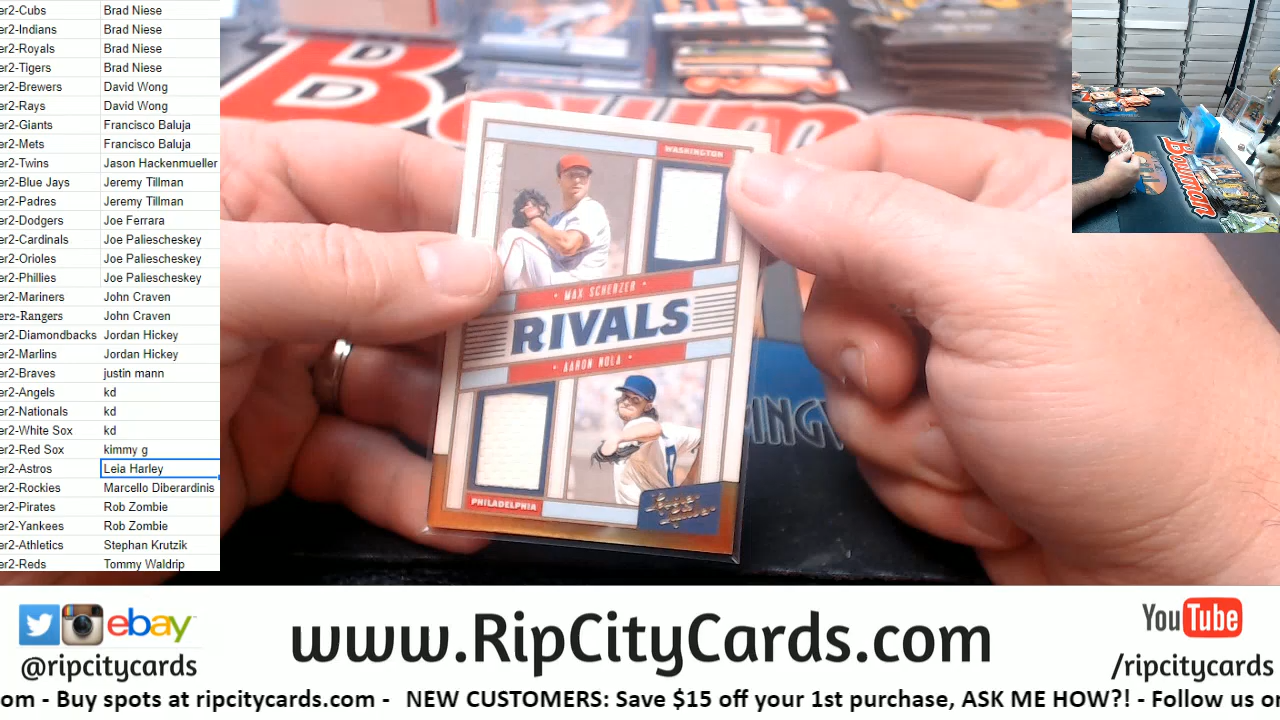 er2-Cubs Brad Niese
er2-Indians Brad Niese
er2-Royals Brad Niese
er2-Tigers Brad Niese
er2-Brewers David Wong
er2-Rays David Wong
er2-Giants Francisco Baluja
er2-Mets Francisco Baluja
er2-Twins Jason Hackenmueller
er2-Blue Jays Jeremy Tillman
er2-Padres Jeremy Tillman
er2-Dodgers Joe Ferrara
er2-Cardinals Joe Paliescheskey
er2-Orioles Joe Paliescheskey
er2-Phillies Joe Paliescheskey
er2-Mariners John Craven
er2-Rangers John Craven
er2-Diamondbacks Jordan Hickey
er2-Marlins Jordan Hickey
er2-Braves justin mann
er2-Angels kd
er2-Nationals kd
er2-White Sox kd
er2-Red Sox kimmy g
er2-Astros Leia Harley
er2-Rockies Marcello Diberardinis
er2-Pirates Rob Zombie
er2-Yankees Rob Zombie
er2-Athletics Stephan Krutzik
er2-Reds Tommy Waldrip
Bowman
WASHINGTON
MAX SCHERZER
RIVALS
AARON NOLA
PHILADELPHIA
Bowman
ebay
@ripcitycards
www.RipCityCards.com
YouTube
/ripcitycards
om - Buy spots at ripcitycards.com - NEW CUSTOMERS: Save $15 off your 1st purchase, ASK ME HOW?! - Follow us on